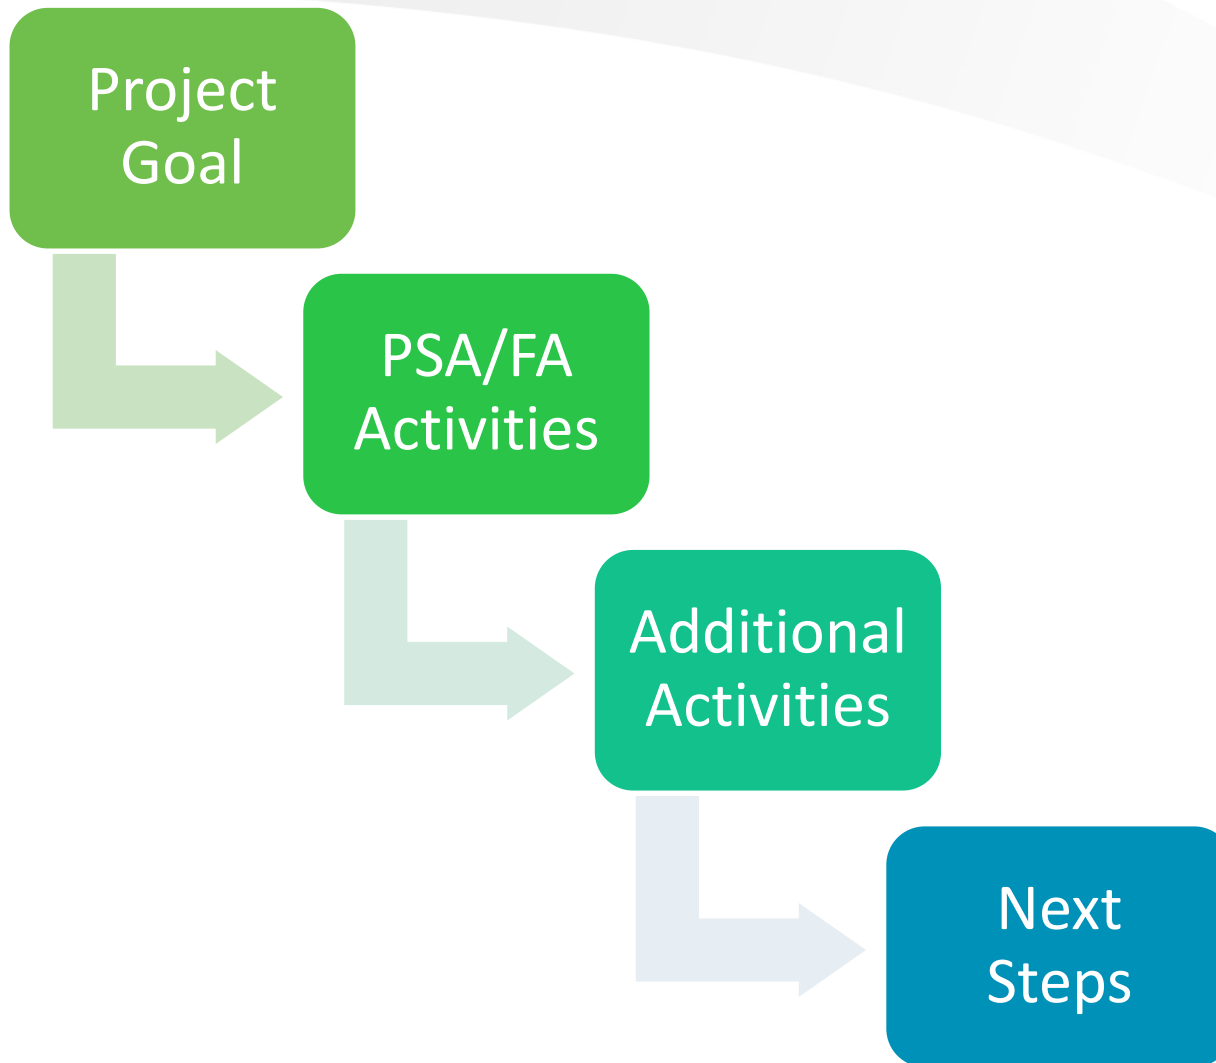 Project
Goal
PSA/FA
Activities
Additional
Activities
Next
Steps